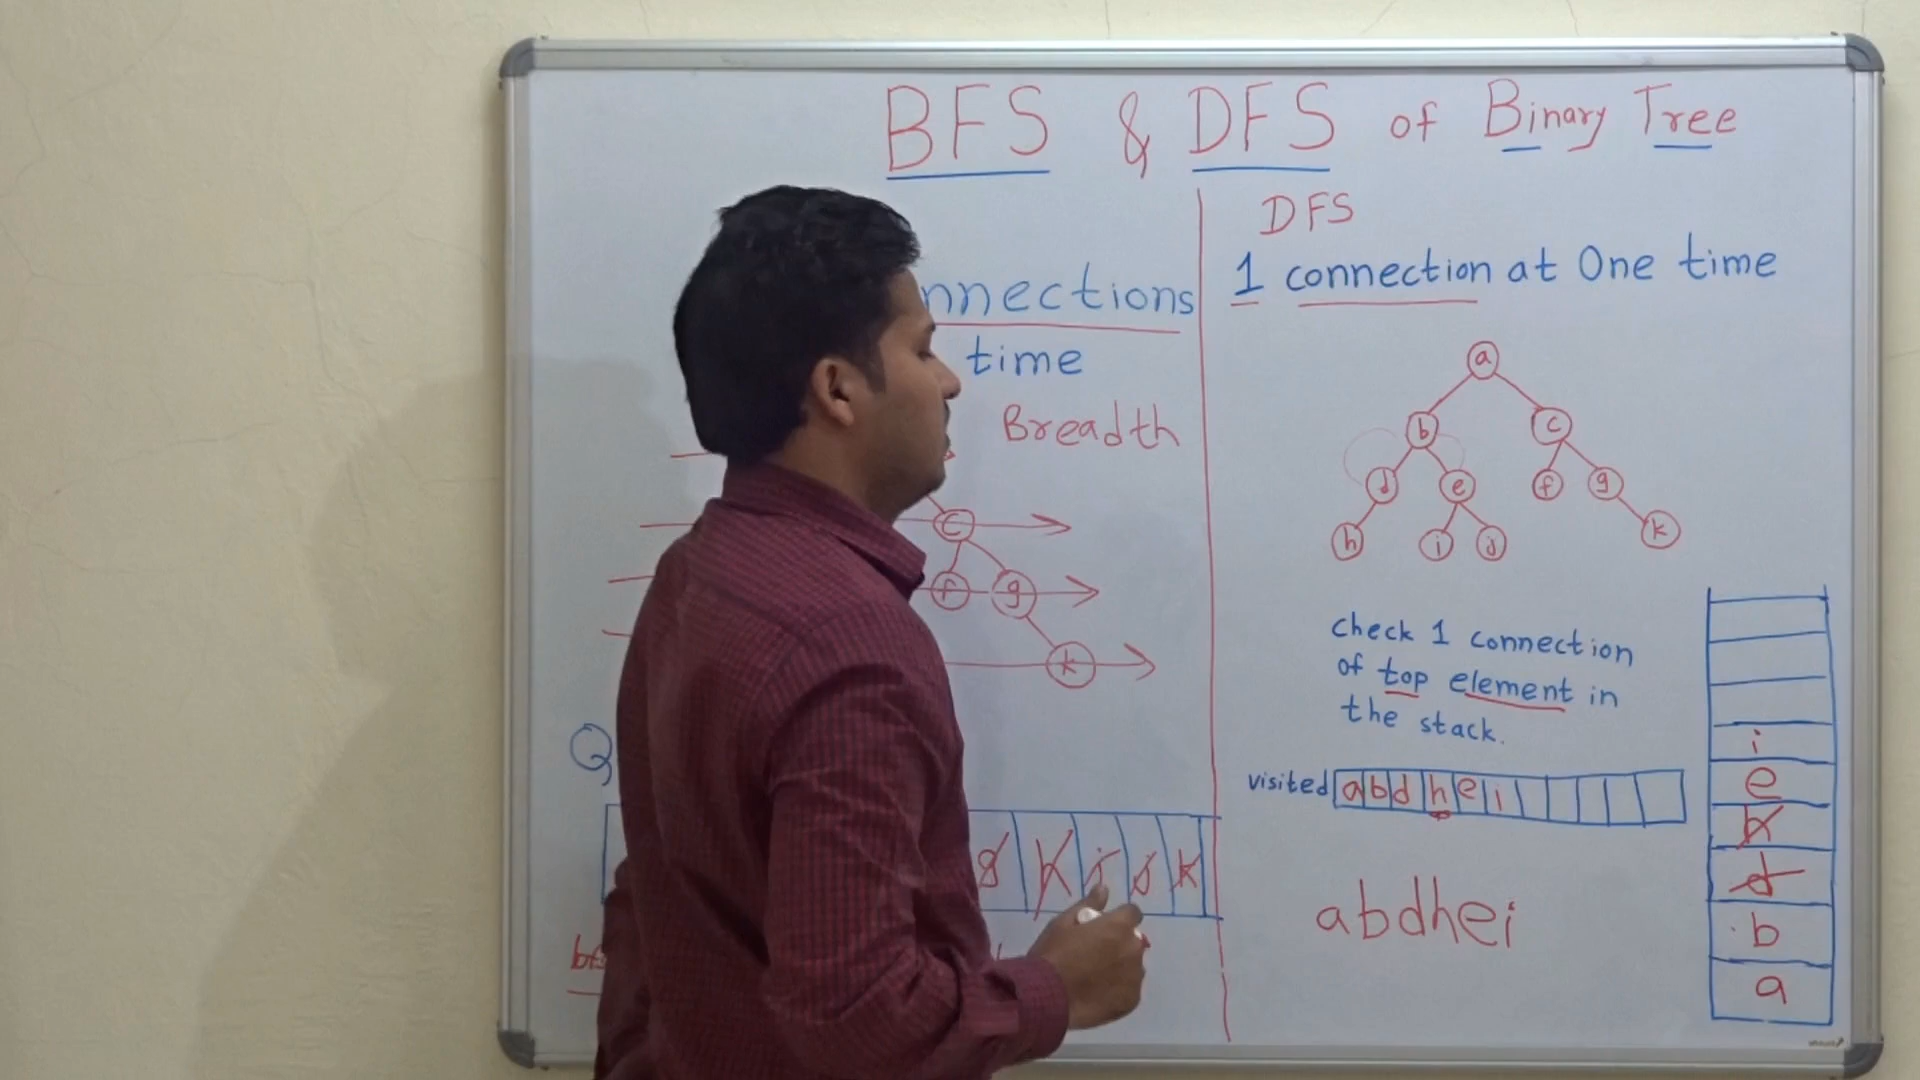 BFS & DFS of Binary Tree
nnections
time
Breadth
c
f g
k
Q
g h i j k
DFS
1 connection at One time
a
b c
d e f g
h i j k
check 1 connection
of top element in
the stack.
visited a b d h e i
abdhei
i
e
h
d
b
a